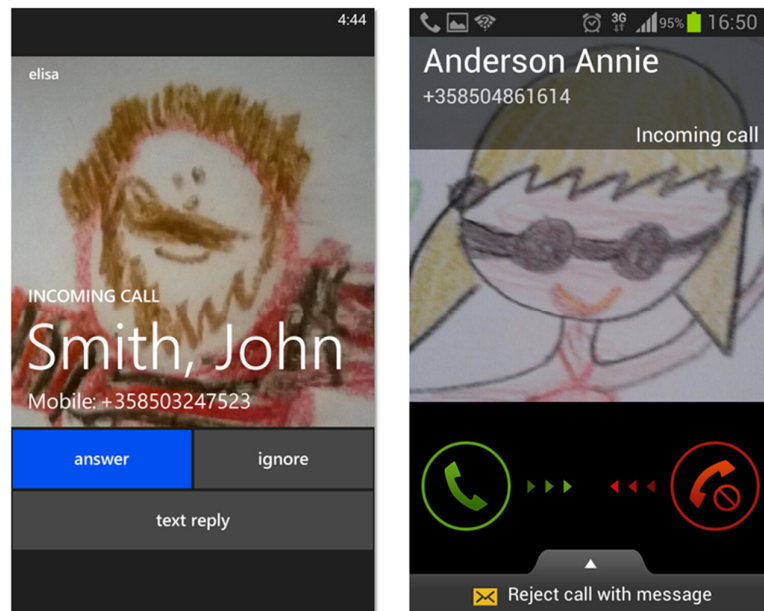 4:44
elisa
INCOMING CALL
Smith, John
Mobile: +358503247523
answer
ignore
text reply
3G
95%
16:50
Anderson Annie
+358504861614
Incoming call
Reject call with message